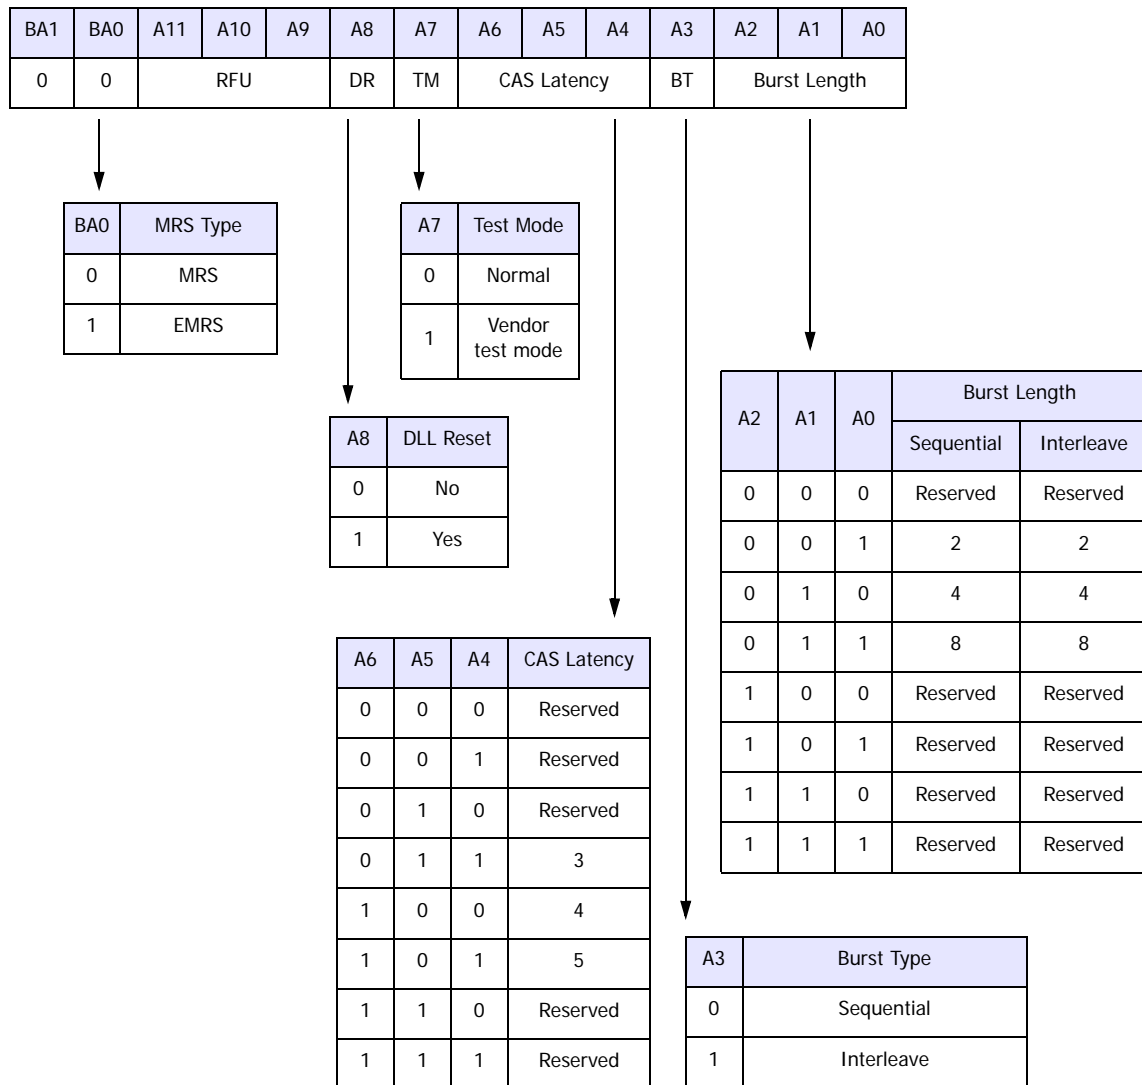 BA1 BA0 A11 A10 A9 A8 A7 A6 A5 A4 A3 A2 A1 A0
0 0 RFU DR TM CAS Latency BT Burst Length
BA0 MRS Type
0 MRS
1 EMRS
A7 Test Mode
0 Normal
1 Vendor
test mode
A8 DLL Reset
0 No
1 Yes
A2 A1 A0 Burst Length
Sequential Interleave
0 0 0 Reserved Reserved
0 0 1 2 2
0 1 0 4 4
0 1 1 8 8
1 0 0 Reserved Reserved
1 0 1 Reserved Reserved
1 1 0 Reserved Reserved
1 1 1 Reserved Reserved
A6 A5 A4 CAS Latency
0 0 0 Reserved
0 0 1 Reserved
0 1 0 Reserved
0 1 1 3
1 0 0 4
1 0 1 5
1 1 0 Reserved
1 1 1 Reserved
A3 Burst Type
0 Sequential
1 Interleave